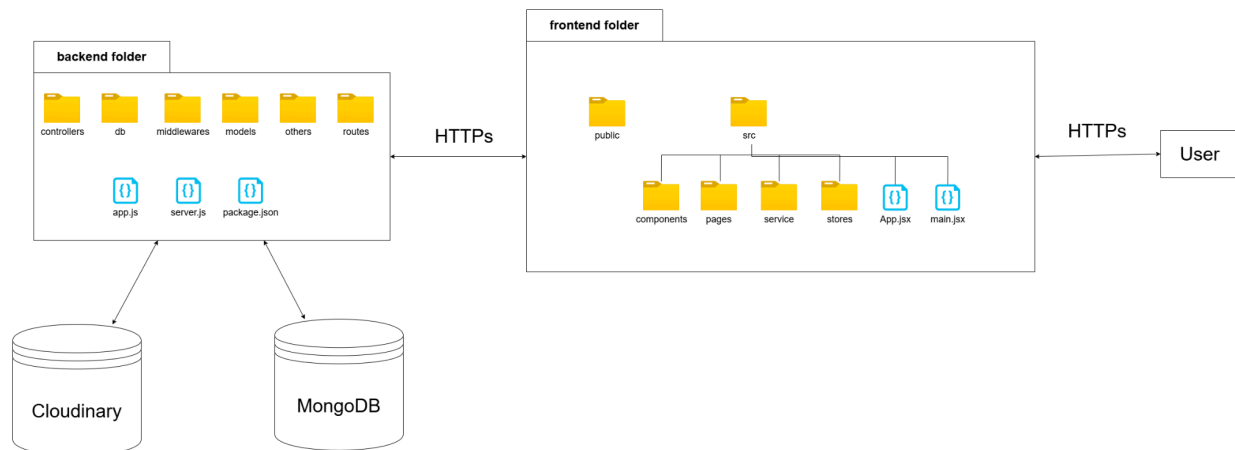 frontend folder
backend folder
controllers
db
middlewares
models
others
routes
public
src
HTTPs
HTTPs
User
app.js
server.js
package.json
components
pages
service
stores
App.jsx
main.jsx
Cloudinary
MongoDB